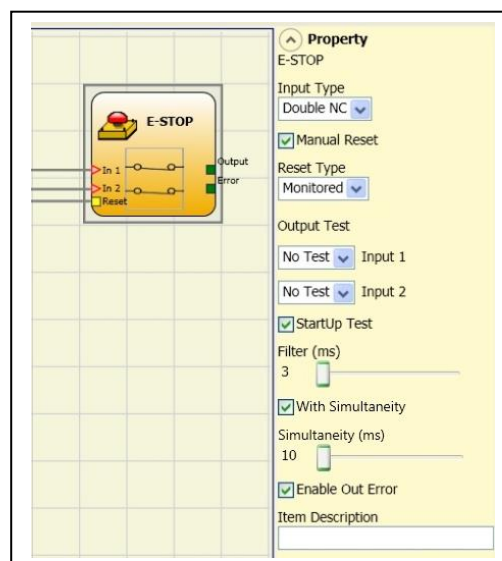 E-STOP
In 1
In 2
Reset
Output
Error
Property
E-STOP
Input Type
Double NC
Manual Reset
Reset Type
Monitored
Output Test
No Test Input 1
No Test Input 2
StartUp Test
Filter (ms)
3
With Simultaneity
Simultaneity (ms)
10
Enable Out Error
Item Description